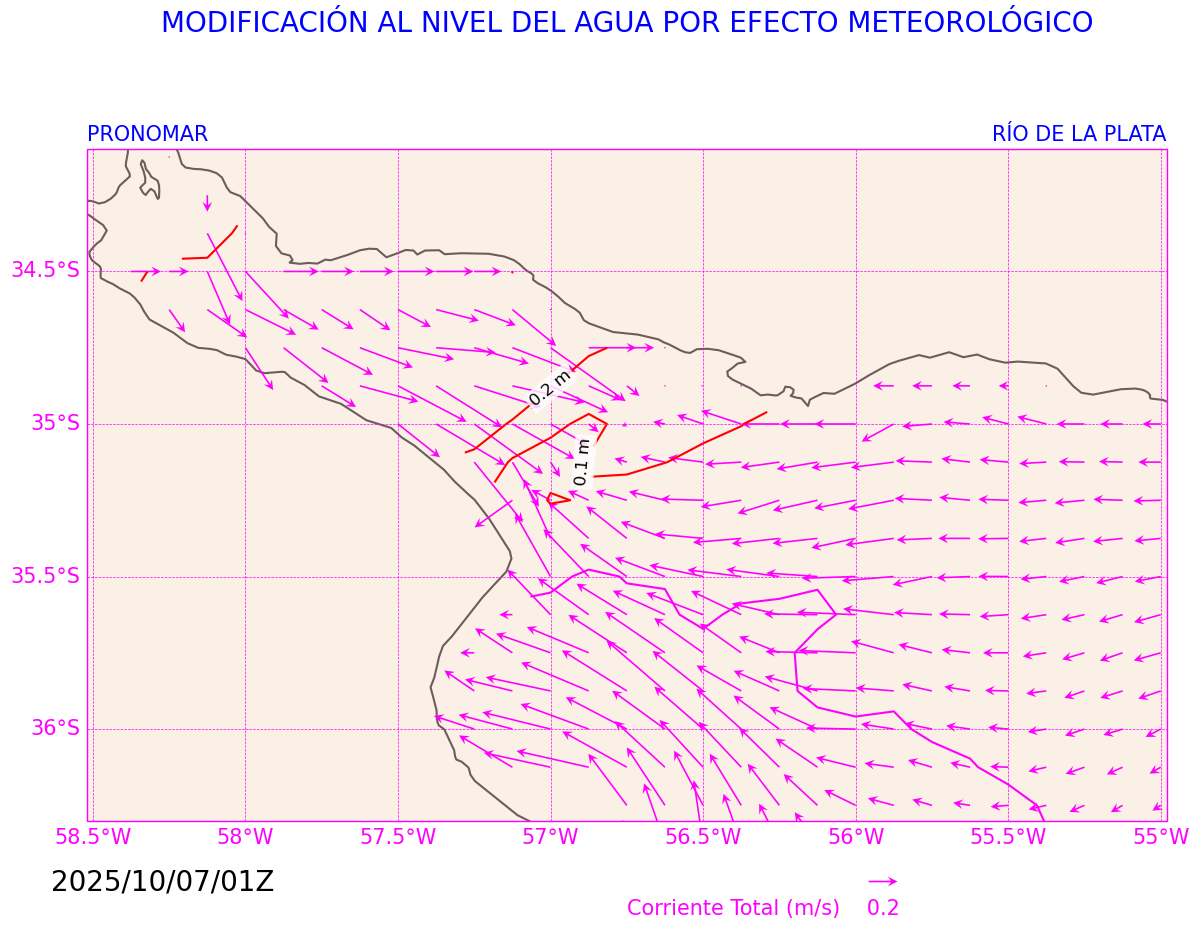 MODIFICACIÓN AL NIVEL DEL AGUA POR EFECTO METEOROLÓGICO
PRONOMAR RÍO DE LA PLATA
34.5°S
0.2 m
35°S
0.1 m
35.5°S
36°S
58.5°W 58°W 57.5°W 57°W 56.5°W 56°W 55.5°W 55°W
2025/10/07/01Z
Corriente Total (m/s) 0.2